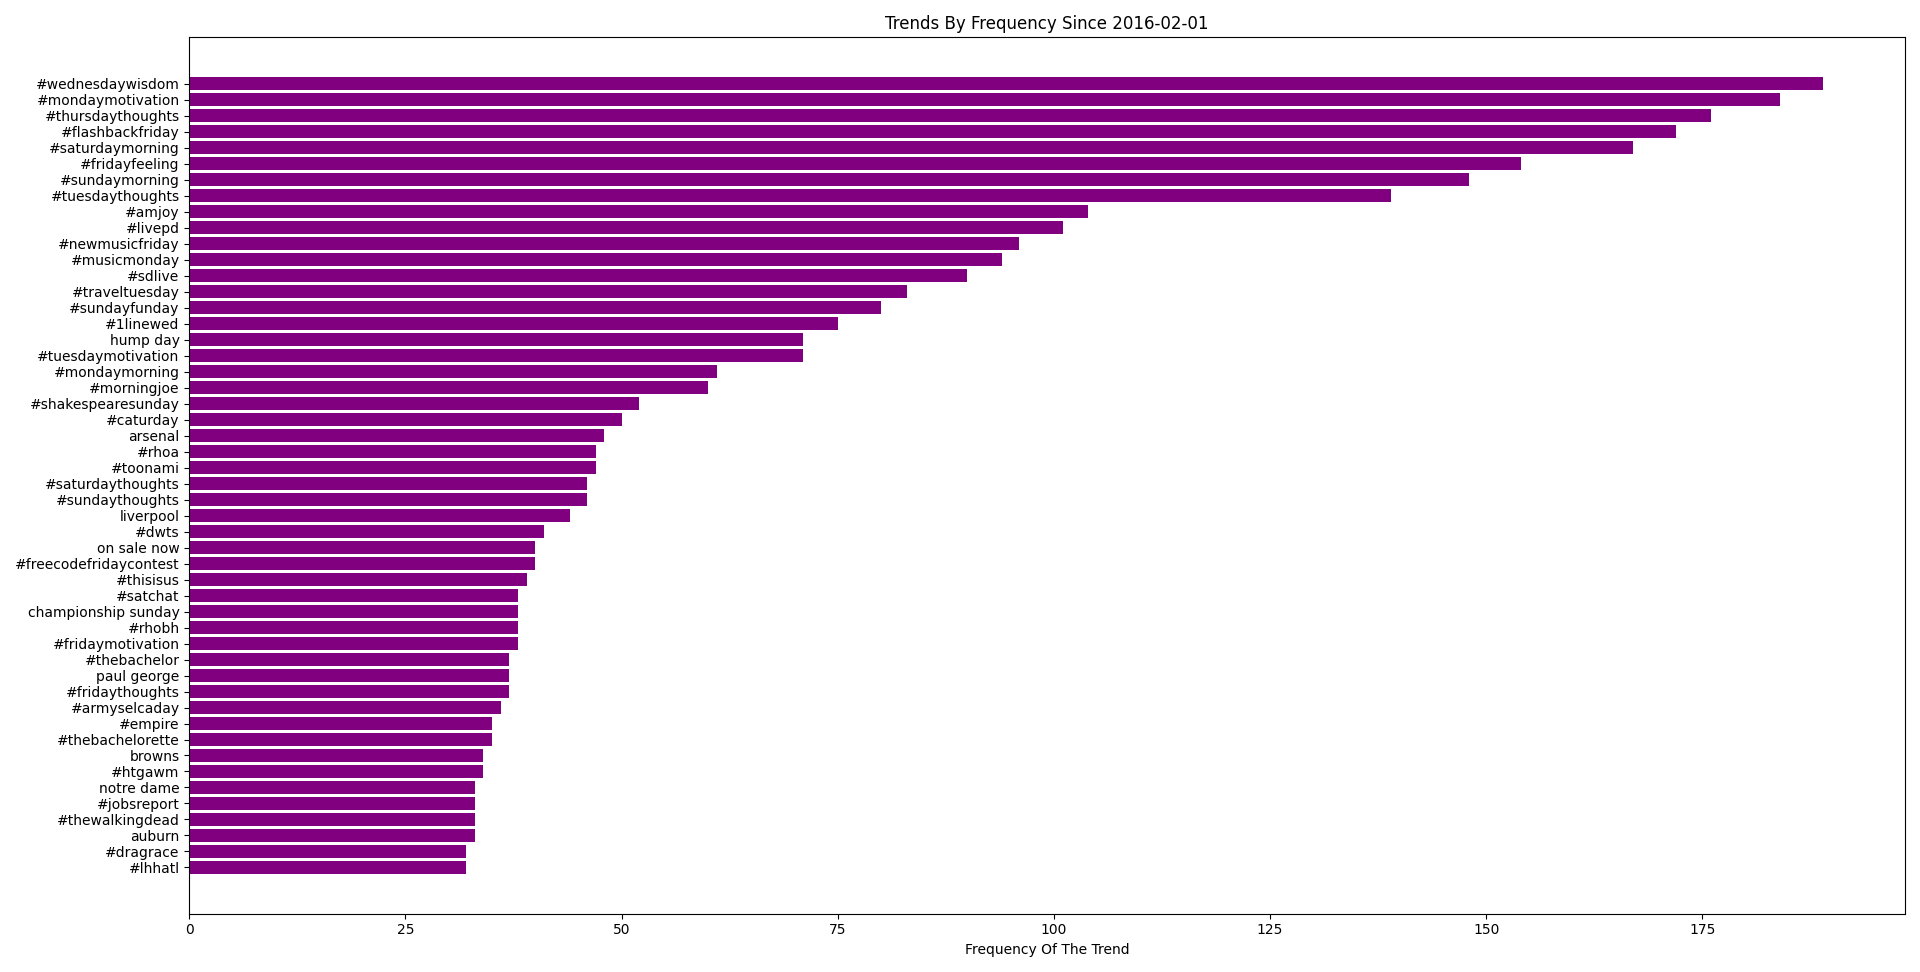 Trends By Frequency Since 2016-02-01
#wednesdaywisdom
#mondaymotivation
#thursdaythoughts
#flashbackfriday
#saturdaymorning
#fridayfeeling
#sundaymorning
#tuesdaythoughts
#amjoy
#livepd
#newmusicfriday
#musicmonday
#sdlive
#traveltuesday
#sundayfunday
#1linewed
hump day
#tuesdaymotivation
#mondaymorning
#morningjoe
#shakespearesunday
#caturday
arsenal
#rhoa
#toonami
#saturdaythoughts
#sundaythoughts
liverpool
#dwts
on sale now
#freecodefridaycontest
#thisisus
#satchat
championship sunday
#rhobh
#fridaymotivation
#thebachelor
paul george
#fridaythoughts
#armyselcaday
#empire
#thebachelorette
browns
#htgawm
notre dame
#jobsreport
#thewalkingdead
auburn
#dragrace
#lhhatl
0 25 50 75 100 125 150 175
Frequency Of The Trend